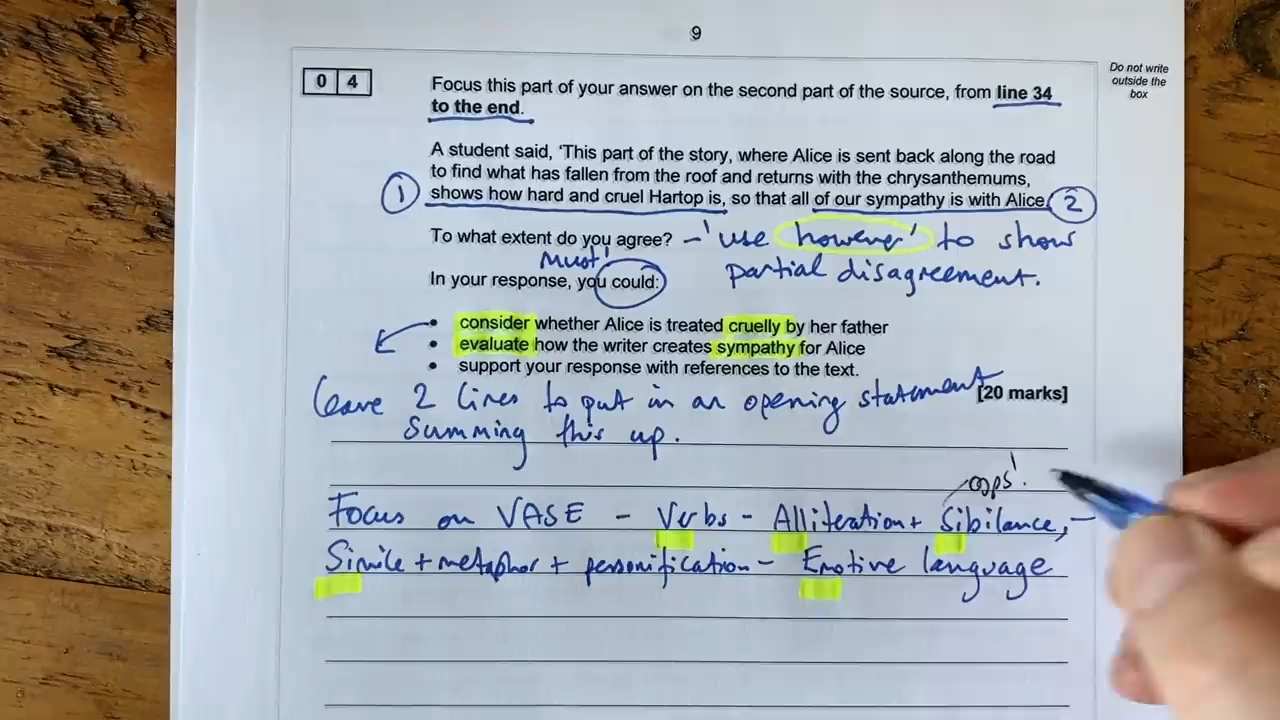 9
0 4
Do not write
outside the
box
Focus this part of your answer on the second part of the source, from line 34
to the end.
A student said, 'This part of the story, where Alice is sent back along the road
to find what has fallen from the roof and returns with the chrysanthemums,
1 shows how hard and cruel Hartop is, so that all of our sympathy is with Alice 2
To what extent do you agree? – 'use 'however' to show
partial disagreement.
Must!
In your response, you could:
• consider whether Alice is treated cruelly by her father
• evaluate how the writer creates sympathy for Alice
• support your response with references to the text.
[20 marks]
leave 2 lines to put in an opening statement
summing this up.
oops!
Focus on VASE – Verbs – Alliteration + Sibilance, –
Simile + metaphor + personification – Emotive language